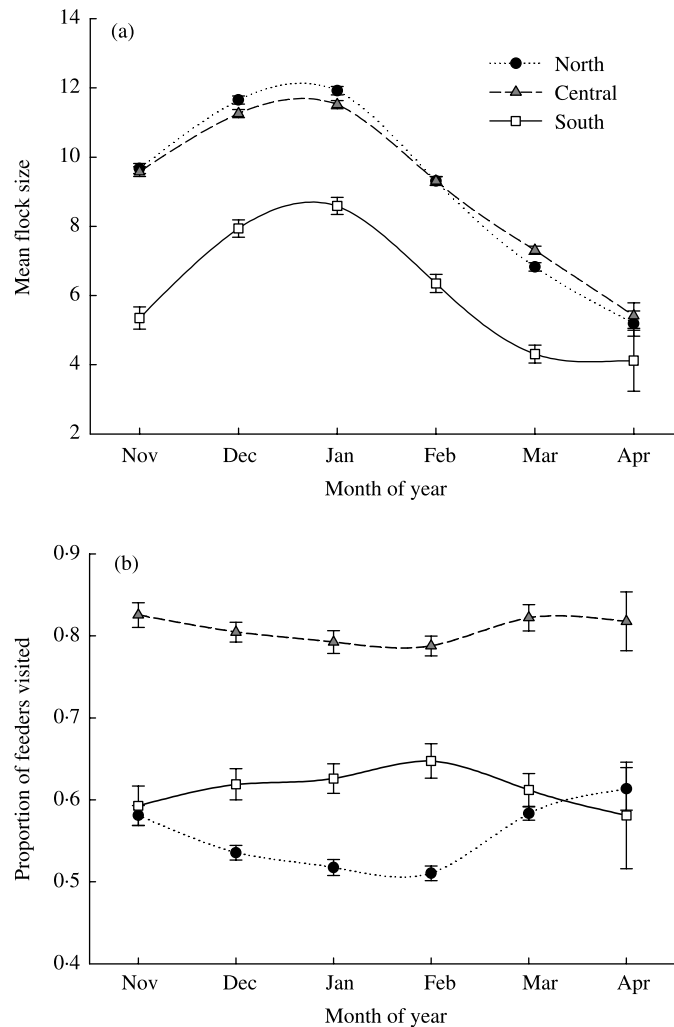 14
(a)
12
10
8
6
4
2
Mean flock size
North
Central
South
Nov Dec Jan Feb Mar Apr
Month of year
0·9
(b)
0·8
0·7
0·6
0·5
0·4
Proportion of feeders visited
Nov Dec Jan Feb Mar Apr
Month of year